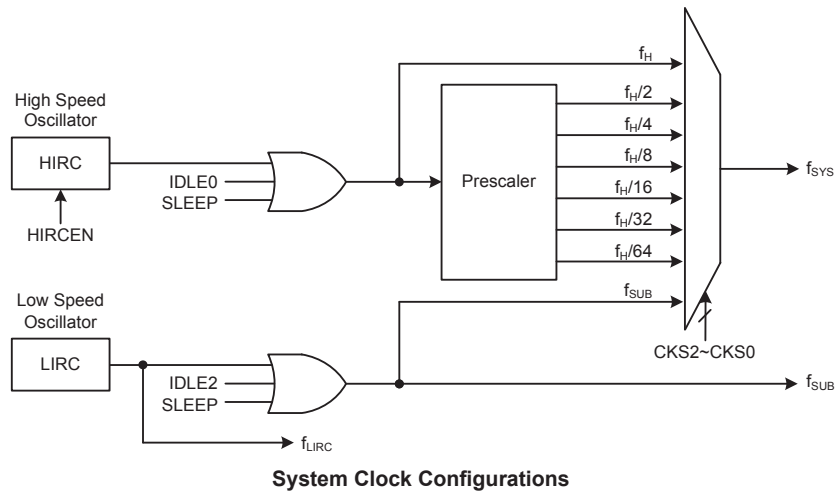 High Speed
Oscillator
HIRC
HIRCEN
IDLE0
SLEEP
Prescaler
fH
fH/2
fH/4
fH/8
fH/16
fH/32
fH/64
fSUB
fSYS
CKS2~CKS0
Low Speed
Oscillator
LIRC
IDLE2
SLEEP
fSUB
fLIRC
System Clock Configurations